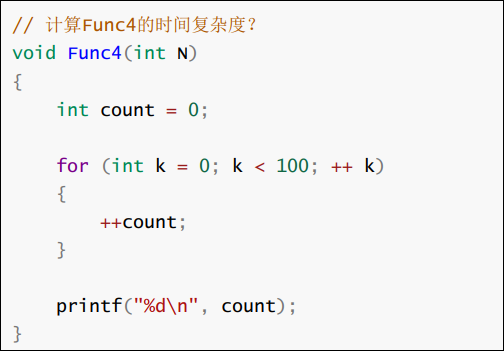 // 计算Func4的时间复杂度？
void Func4(int N)
{
    int count = 0;
    for (int k = 0; k < 100; ++ k)
    {
        ++count;
    }
    printf("%d\n", count);
}